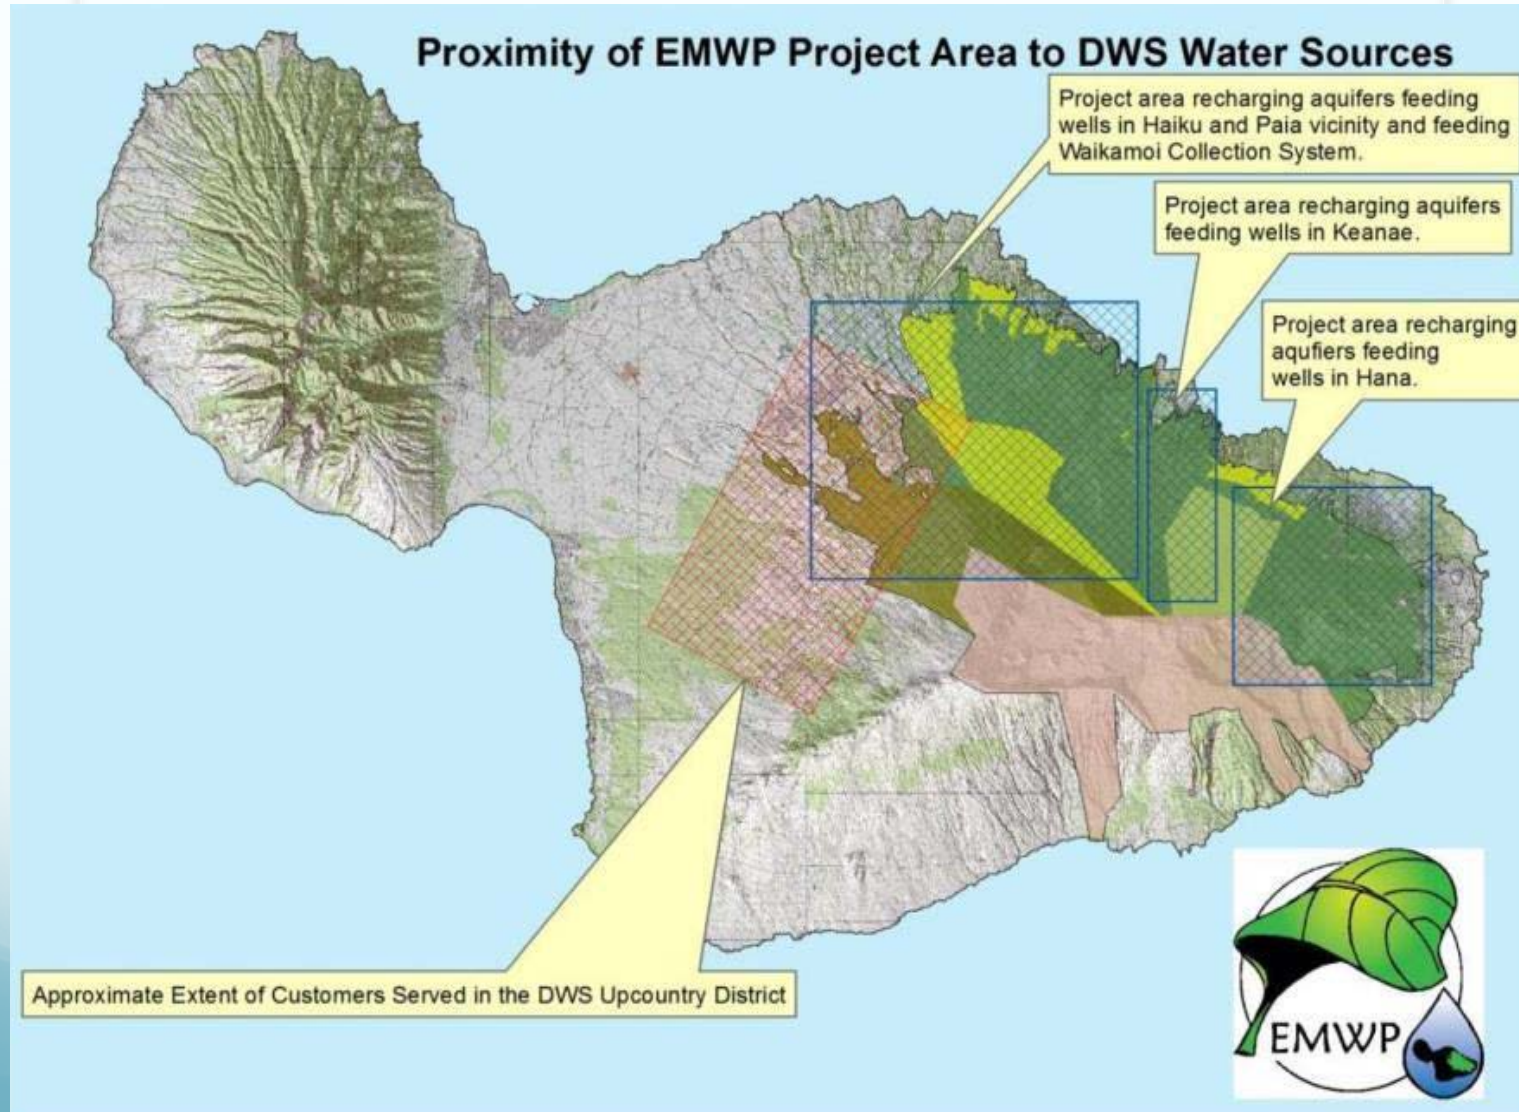 Proximity of EMWP Project Area to DWS Water Sources
Project area recharging aquifers feeding
wells in Haiku and Paia vicinity and feeding
Waikamoi Collection System.
Project area recharging aquifers
feeding wells in Keanae.
Project area recharging
aqufiers feeding
wells in Hana.
Approximate Extent of Customers Served in the DWS Upcountry District
EMWP